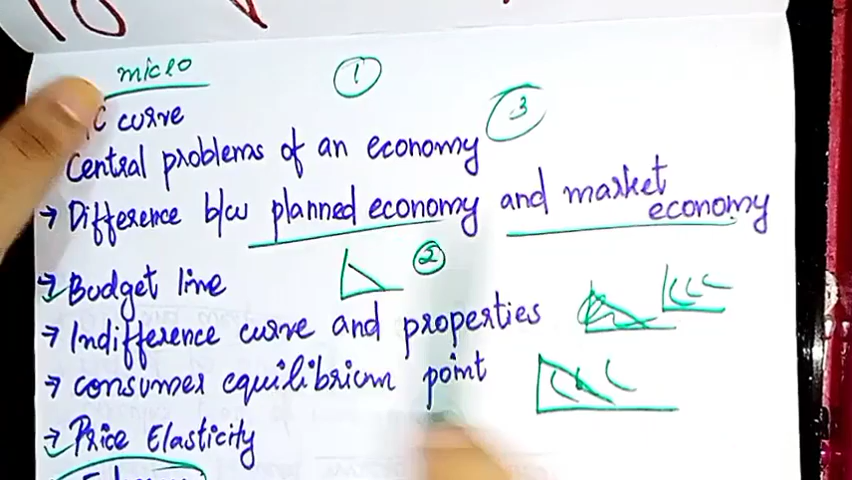 micro
①
C curve
③
Central problems of an economy
→ Difference b/w planned economy and market economy
→ Budget line
②
→ Indifference curve and properties
→ consumer equilibrium point
→ Price Elasticity